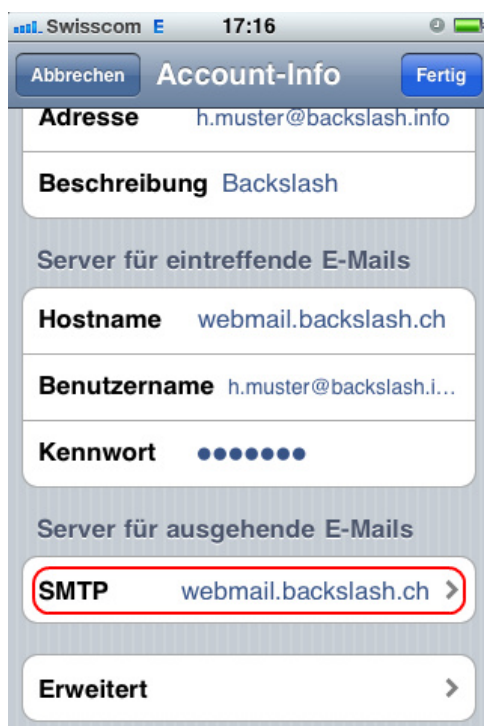 Swisscom E 17:16
Abbrechen Account-Info Fertig
Adresse h.muster@backslash.info
Beschreibung Backslash
Server für eintreffende E-Mails
Hostname webmail.backslash.ch
Benutzername h.muster@backslash.i...
Kennwort ●●●●●●●
Server für ausgehende E-Mails
SMTP webmail.backslash.ch
Erweitert